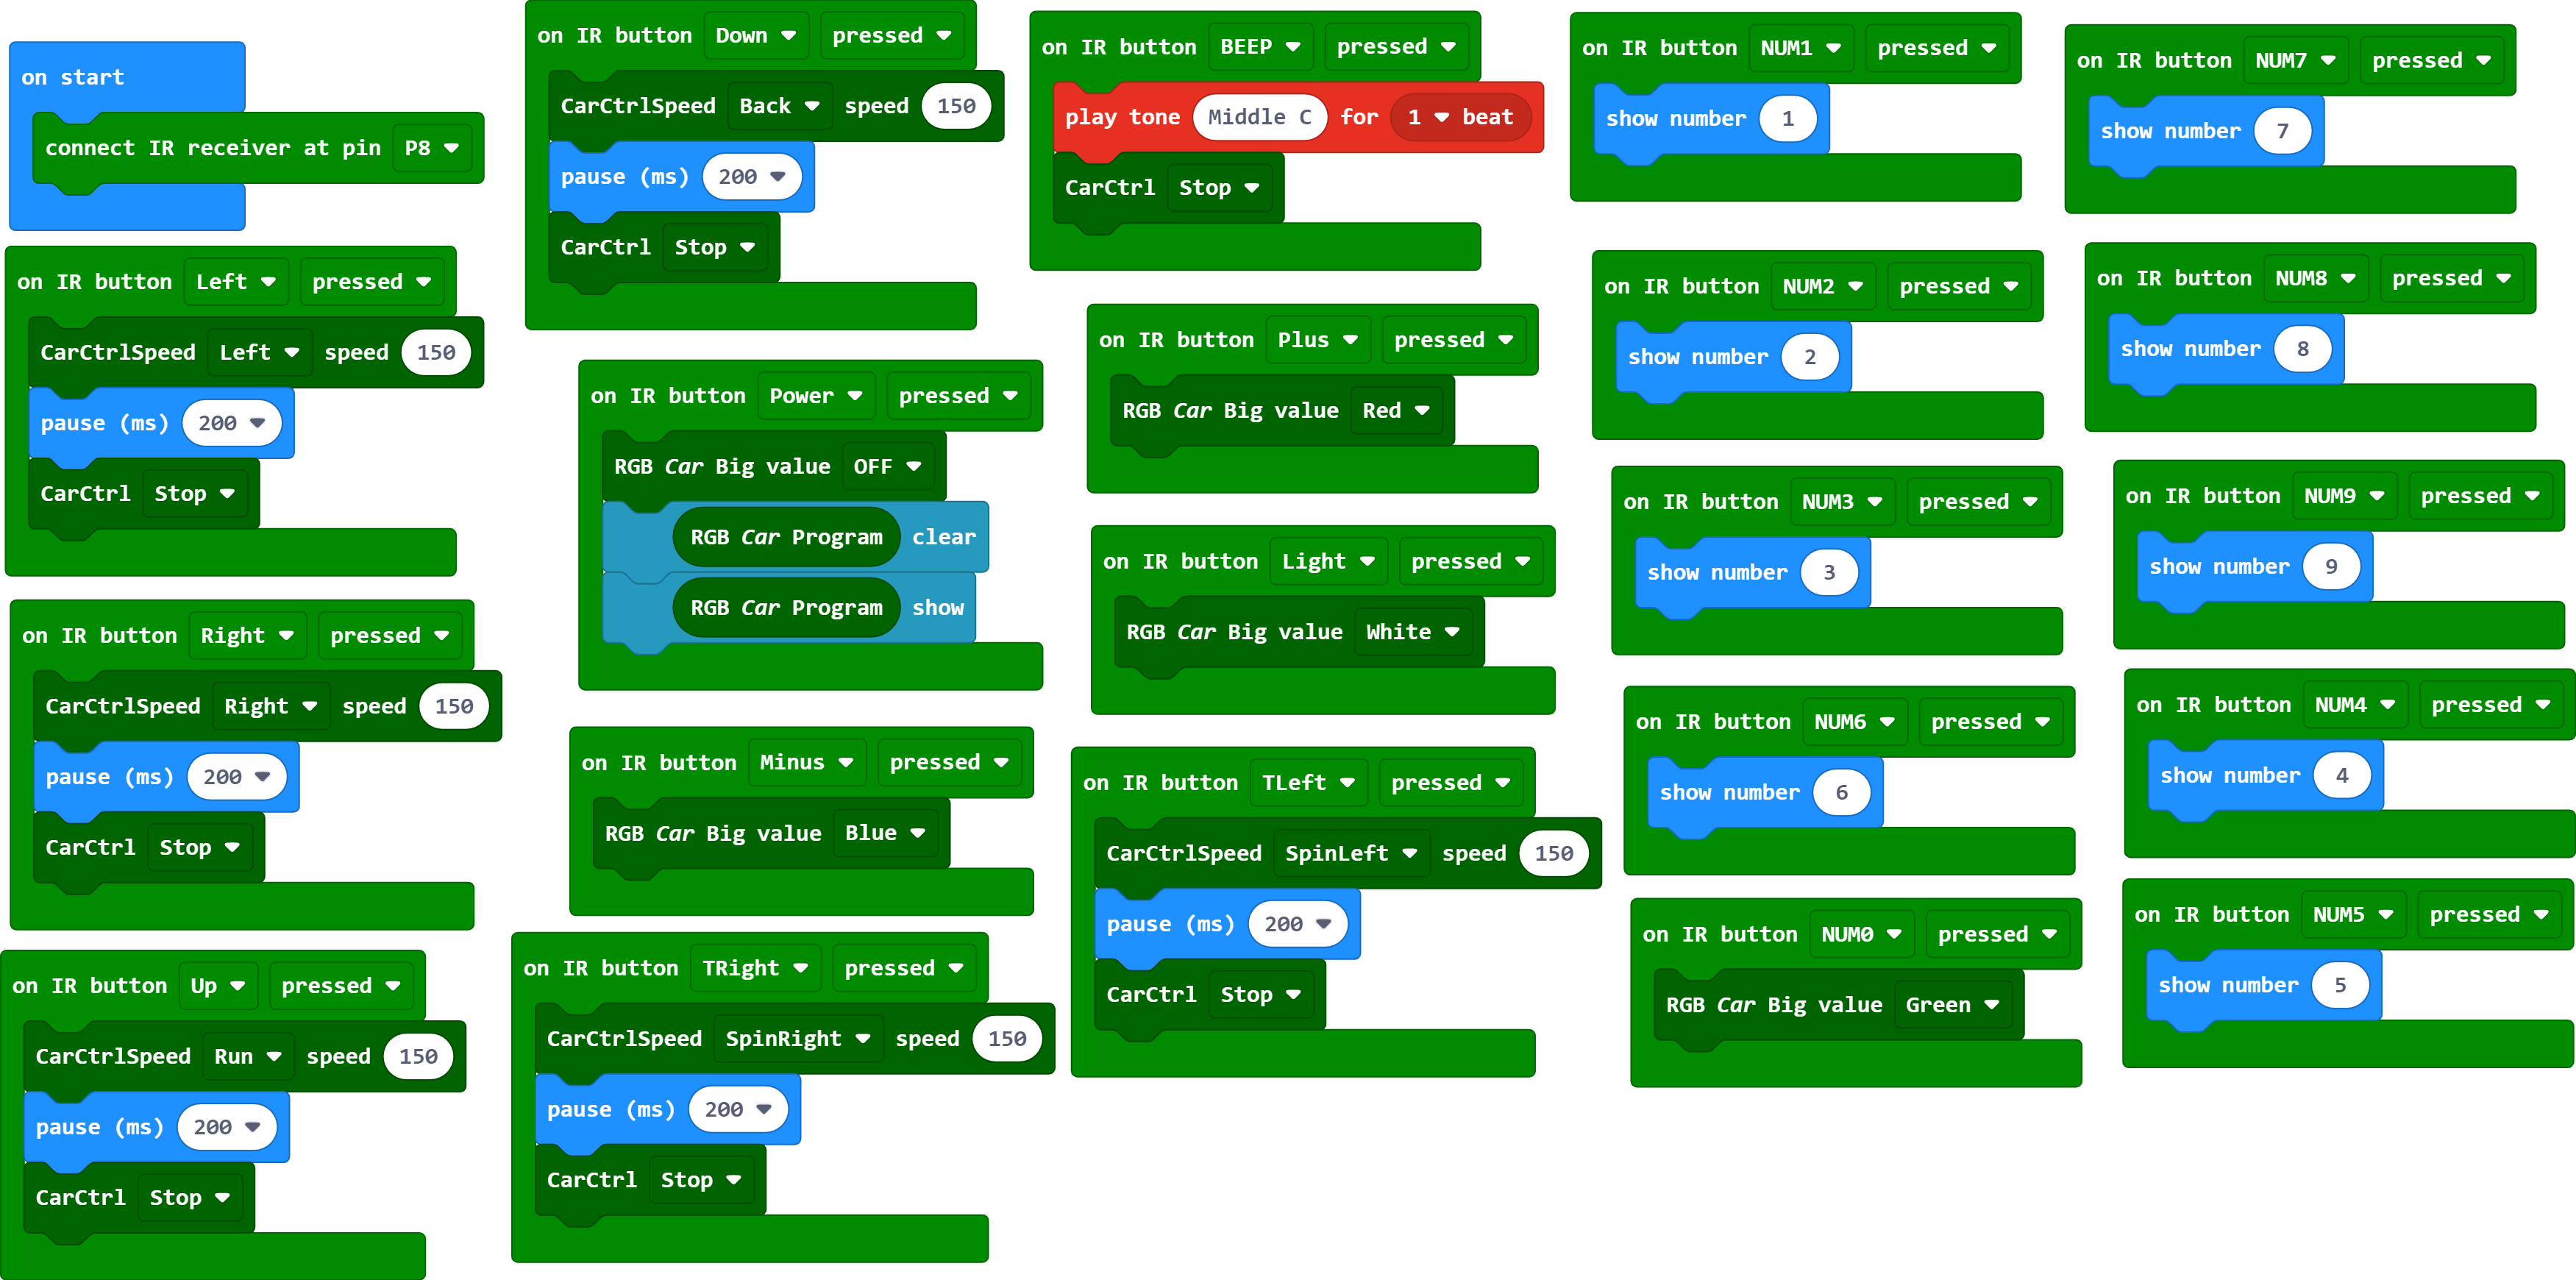 on start
connect IR receiver at pin P8
on IR button Left pressed
CarCtrlSpeed Left speed 150
pause (ms) 200
CarCtrl Stop
on IR button Right pressed
CarCtrlSpeed Right speed 150
pause (ms) 200
CarCtrl Stop
on IR button Up pressed
CarCtrlSpeed Run speed 150
pause (ms) 200
CarCtrl Stop
on IR button Down pressed
CarCtrlSpeed Back speed 150
pause (ms) 200
CarCtrl Stop
on IR button Power pressed
RGB Car Big value OFF
RGB Car Program clear
RGB Car Program show
on IR button Minus pressed
RGB Car Big value Blue
on IR button TRight pressed
CarCtrlSpeed SpinRight speed 150
pause (ms) 200
CarCtrl Stop
on IR button BEEP pressed
play tone Middle C for 1 beat
CarCtrl Stop
on IR button Plus pressed
RGB Car Big value Red
on IR button Light pressed
RGB Car Big value White
on IR button TLeft pressed
CarCtrlSpeed SpinLeft speed 150
pause (ms) 200
CarCtrl Stop
on IR button NUM1 pressed
show number 1
on IR button NUM2 pressed
show number 2
on IR button NUM3 pressed
show number 3
on IR button NUM6 pressed
show number 6
on IR button NUM0 pressed
RGB Car Big value Green
on IR button NUM7 pressed
show number 7
on IR button NUM8 pressed
show number 8
on IR button NUM9 pressed
show number 9
on IR button NUM4 pressed
show number 4
on IR button NUM5 pressed
show number 5